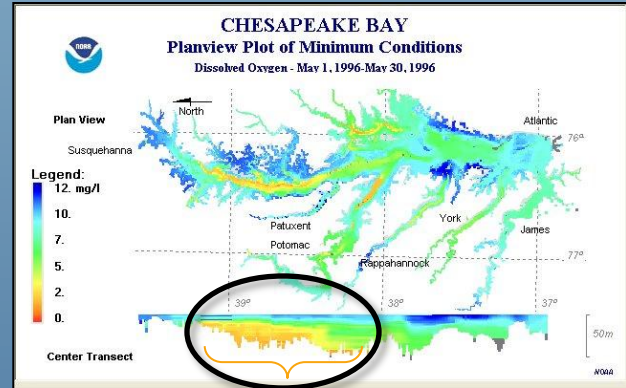 CHESAPEAKE BAY
Planview Plot of Minimum Conditions
Dissolved Oxygen - May 1, 1996-May 30, 1996
NOAA
North
Plan View
Atlantic
76°
Susquehanna
Legend:
12. mg/l
10.
7.
5.
2.
0.
Patuxent
Potomac
York
James
Rappahannock
77°
39°
38°
37°
50m
Center Transect
NOAA